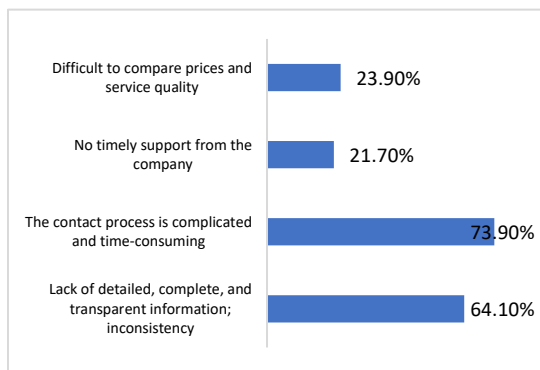 Difficult to compare prices and
service quality
23.90%
No timely support from the
company
21.70%
The contact process is complicated
and time-consuming
73.90%
Lack of detailed, complete, and
transparent information;
inconsistency
64.10%